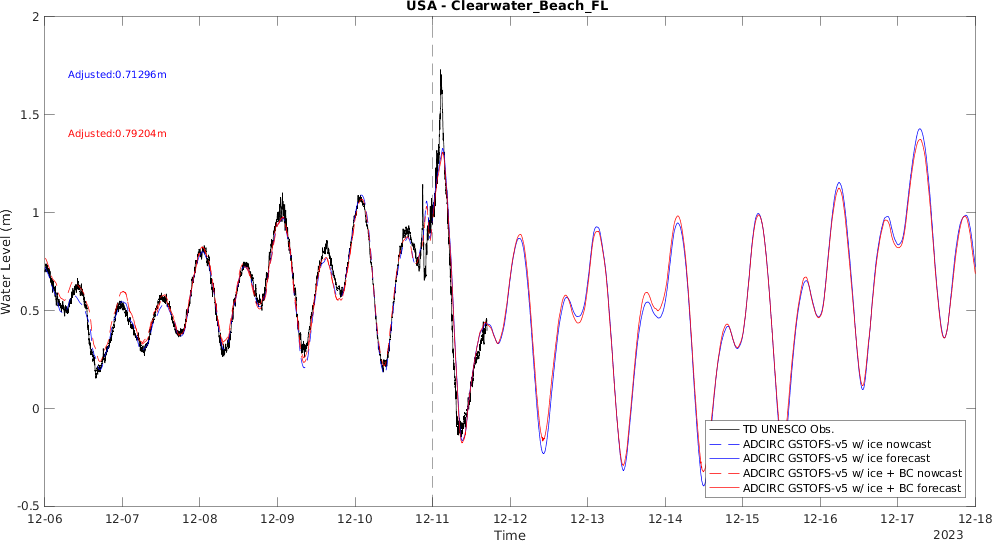 USA - Clearwater_Beach_FL
2
1.5
1
0.5
0
-0.5
Water Level (m)
Adjusted:0.71296m
Adjusted:0.79204m
TD UNESCO Obs.
ADCIRC GSTOFS-v5 w/ ice nowcast
ADCIRC GSTOFS-v5 w/ ice forecast
ADCIRC GSTOFS-v5 w/ ice + BC nowcast
ADCIRC GSTOFS-v5 w/ ice + BC forecast
12-06 12-07 12-08 12-09 12-10 12-11 12-12 12-13 12-14 12-15 12-16 12-17 12-18
Time
2023